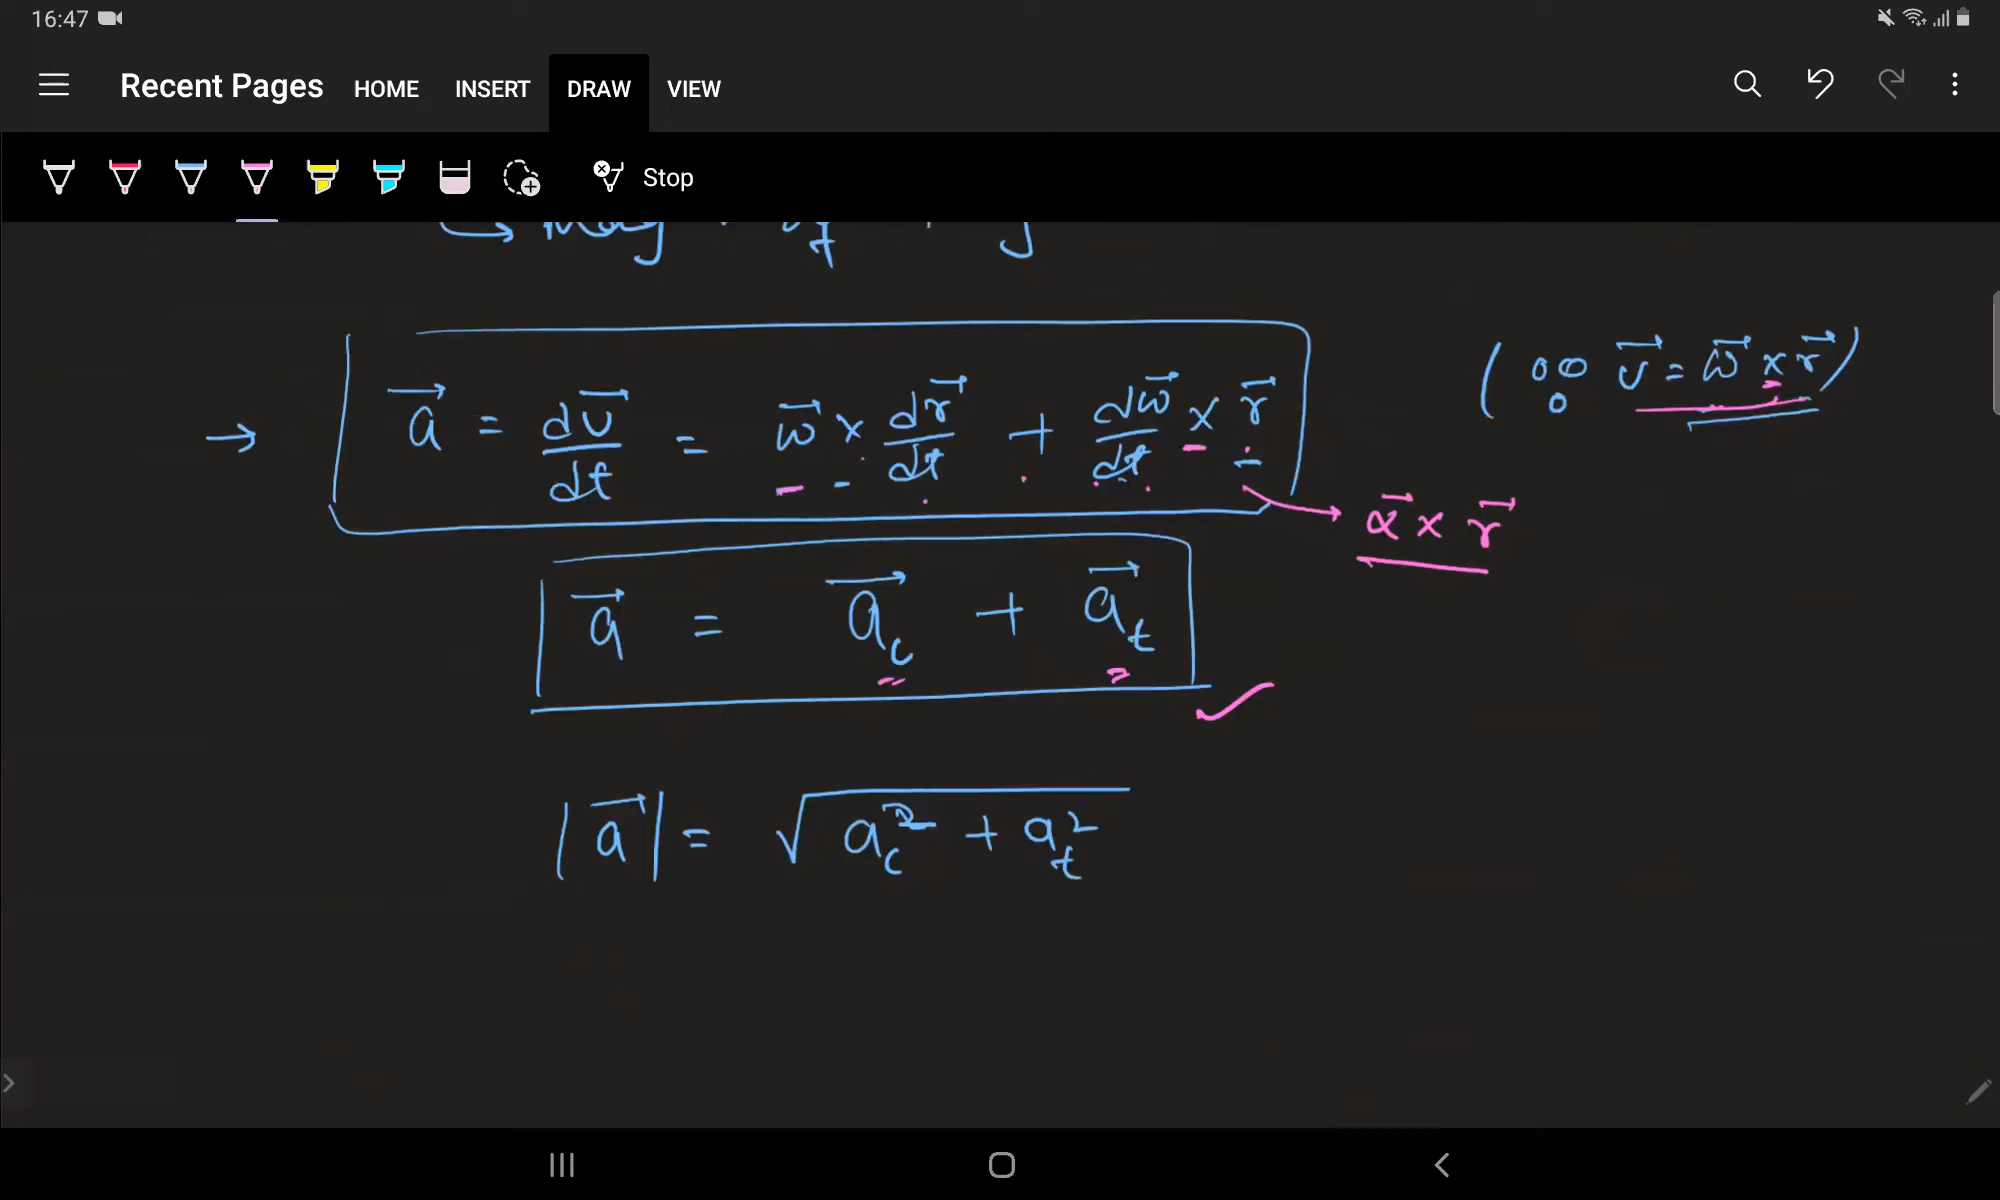 16:47
Recent Pages HOME INSERT DRAW VIEW
Stop
→ a⃗ = dv⃗/dt = ω⃗ × dr⃗/dt + dω⃗/dt × r⃗
(∵ v⃗ = ω⃗ × r⃗)
→ α⃗ × r⃗
a⃗ = a⃗c + a⃗t
|a⃗| = √(ac² + at²)